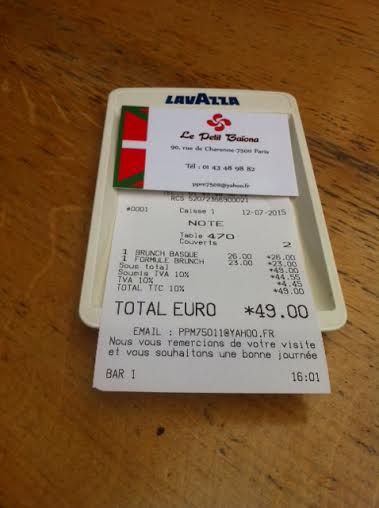 LAVAZZA
Le Petit Baïona
90, rue de Charonne-7500 Paris
Tél : 01 43 48 98 82
ppm7500@yahoo.fr
RCS 52072366900021
#0001 Caisse 1 12-07-2015
NOTE
Table 470
Couverts 2
1 BRUNCH BASQUE 26.00 *26.00
1 FORMULE BRUNCH 23.00 *23.00
Sous total *49.00
Soumis TVA 10% *44.55
TVA 10% *4.45
TOTAL TTC 10% *49.00
TOTAL EURO *49.00
EMAIL : PPM75011@YAHOO.FR
Nous vous remercions de votre visite
et vous souhaitons une bonne journée
BAR 1 16:01